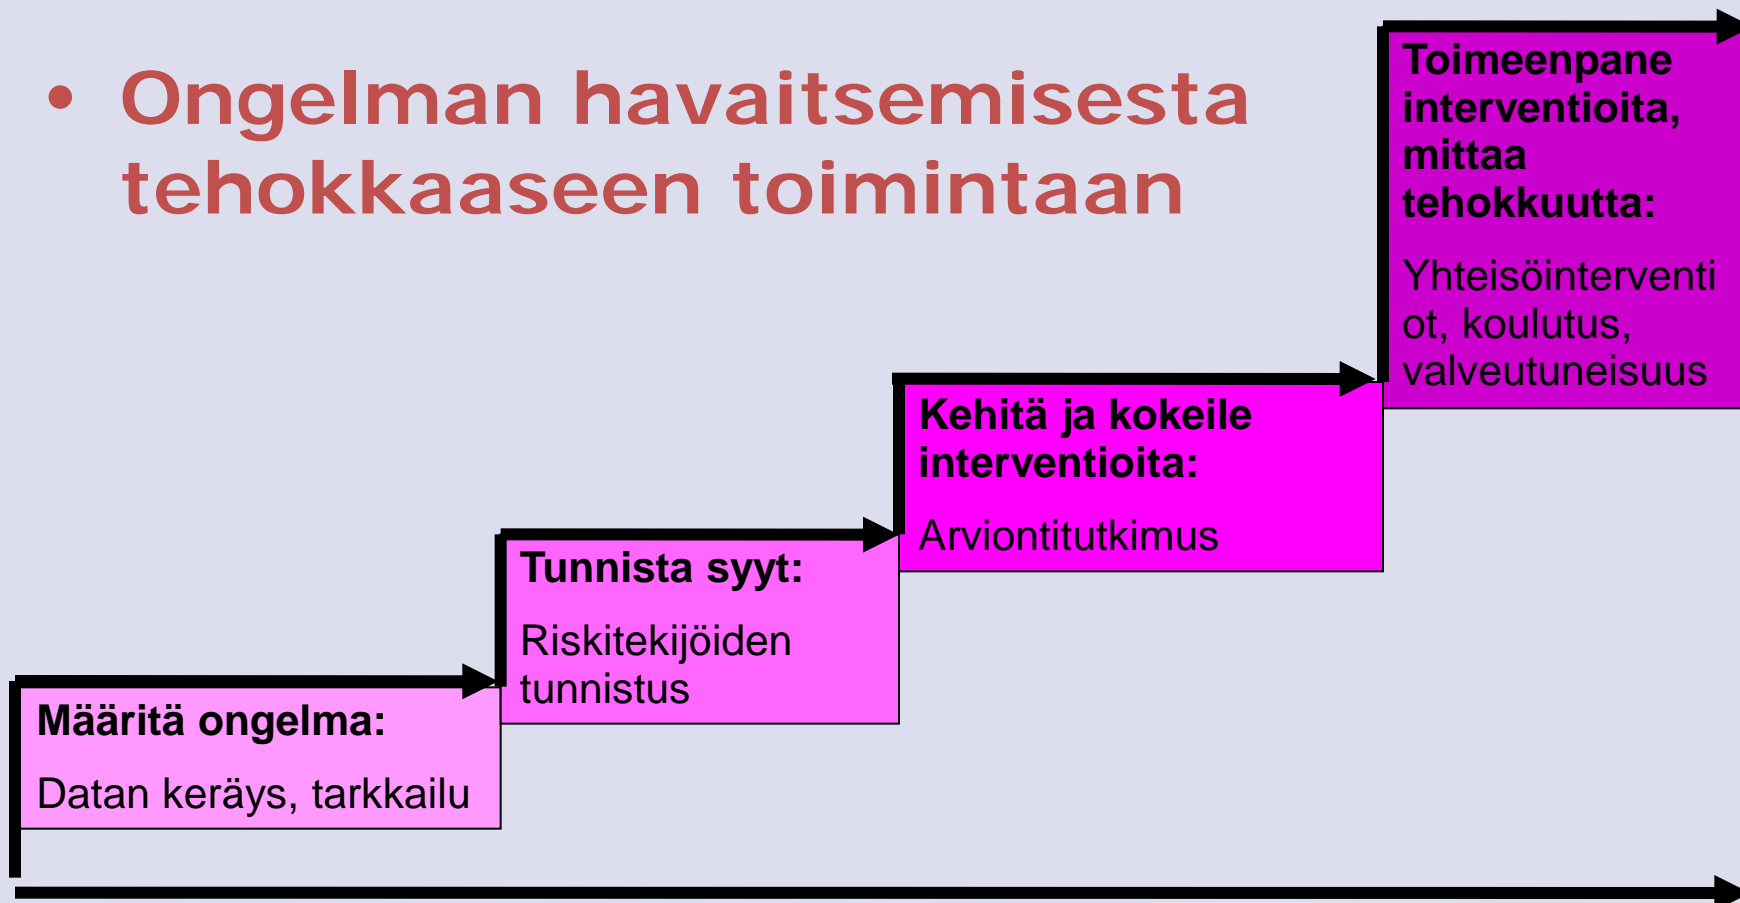 • Ongelman havaitsemisesta
tehokkaaseen toimintaan
Määritä ongelma:
Datan keräys, tarkkailu
Tunnista syyt:
Riskitekijöiden
tunnistus
Kehitä ja kokeile
interventioita:
Arviontitutkimus
Toimeenpane
interventioita,
mittaa
tehokkuutta:
Yhteisöinterventi
ot, koulutus,
valveutuneisuus